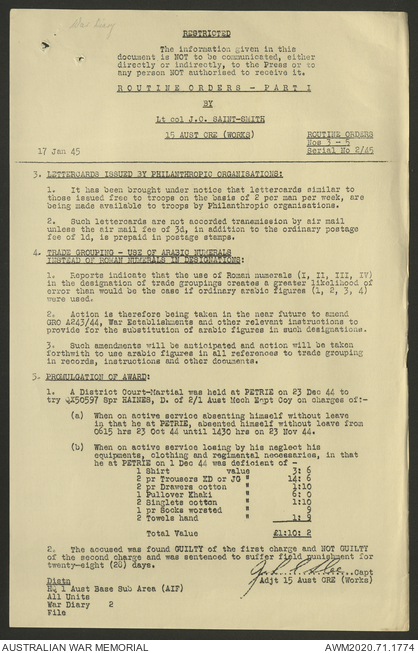 War Diary
RESTRICTED
The information given in this
document is NOT to be communicated, either
directly or indirectly, to the Press or to
any person NOT authorised to receive it.
ROUTINE ORDERS - PART I
BY
Lt col J.C. SAINT-SMITH
15 AUST CRE (WORKS)
ROUTINE ORDERS
Nos 3 - 5
17 Jan 45
Serial No 2/45
3. LETTERCARDS ISSUED BY PHILANTHROPIC ORGANISATIONS:
1. It has been brought under notice that lettercards similar to
those issued free to troops on the basis of 2 per man per week, are
being made available to troops by Philanthropic organisations.
2. Such lettercards are not accorded transmission by air mail
unless the air mail fee of 3d, in addition to the ordinary postage
fee of 1d, is prepaid in postage stamps.
4. TRADE GROUPING - USE OF ARABIC NUMERALS
INSTEAD OF ROMAN NUMERALS IN DESIGNATIONS:
1. Reports indicate that the use of Roman numerals (I, II, III, IV)
in the designation of trade groupings creates a greater likelihood of
error than would be the case if ordinary arabic figures (1, 2, 3, 4)
were used.
2. Action is therefore being taken in the near future to amend
GRO A243/44, War Establishments and other relevant instructions to
provide for the substitution of arabic figures in such designations.
3. Such amendments will be anticipated and action will be taken
forthwith to use arabic figures in all references to trade grouping
in records, instructions and other documents.
5. PROMULGATION OF AWARD:
1. A District Court-Martial was held at PETRIE on 23 Dec 44 to
try QX50597 Spr HAINES, D. of 2/1 Aust Mech Eqpt Coy on charges of:-
(a) When on active service absenting himself without leave
in that he at PETRIE, absented himself without leave from
0615 hrs 23 Oct 44 until 1430 hrs on 23 Nov 44.
(b) When on active service losing by his neglect his
equipments, clothing and regimental necessaries, in that
he at PETRIE on 1 Dec 44 was deficient of -
1 Shirt value 3: 6
2 pr Trousers KD or JG " 14: 6
2 pr Drawers cotton " 1:10
1 Pullover Khaki " 6: 0
2 Singlets cotton " 1:10
1 pr Socks worsted " 9
2 Towels hand " 1: 9
Total Value £1:10: 2
2. The accused was found GUILTY of the first charge and NOT GUILTY
of the second charge and was sentenced to suffer field punishment for
twenty-eight (28) days.
Capt
Distn
Adjt 15 Aust CRE (Works)
HQ 1 Aust Base Sub Area (AIF)
All Units
War Diary 2
File
AUSTRALIAN WAR MEMORIAL
AWM2020.71.1774